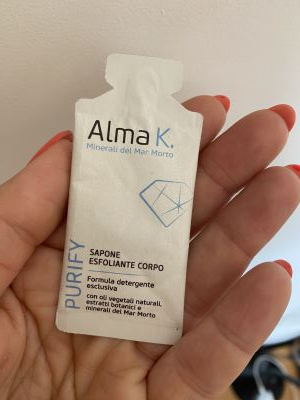 Alma K.
Minerali del Mar Morto
PURIFY
SAPONE
ESFOLIANTE CORPO
Formula detergente
esclusiva
con oli vegetali naturali,
estratti botanici e
minerali del Mar Morto